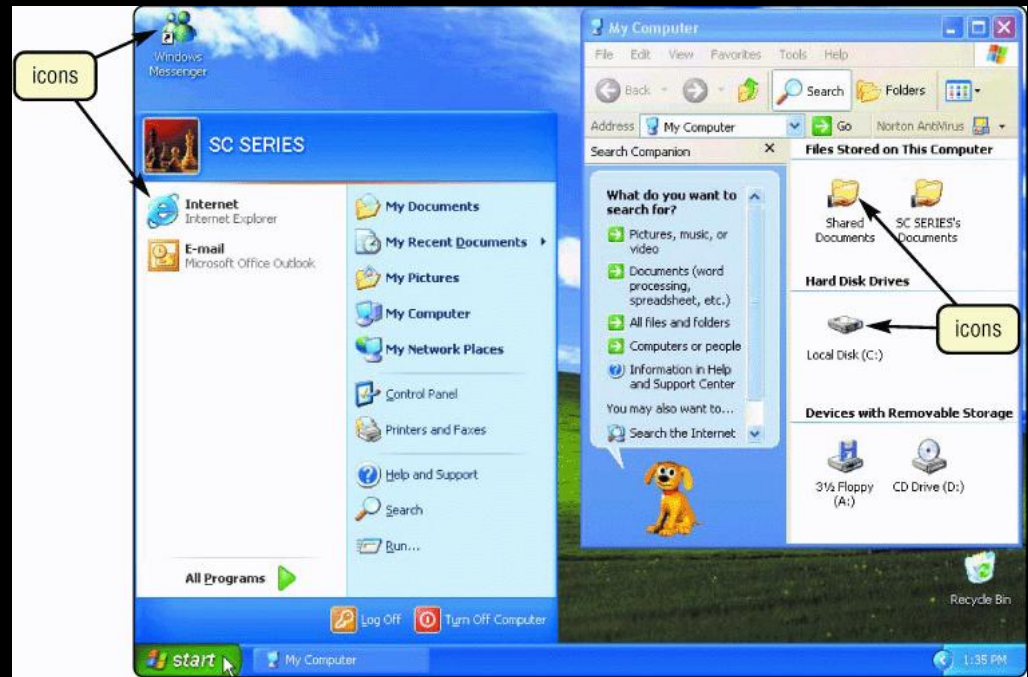 icons
Windows
Messenger
SC SERIES
Internet
Internet Explorer
E-mail
Microsoft Office Outlook
All Programs
My Documents
My Recent Documents
My Pictures
My Computer
My Network Places
Control Panel
Printers and Faxes
Help and Support
Search
Run...
Log Off
Turn Off Computer
start
My Computer
My Computer
File Edit View Favorites Tools Help
Back Search Folders
Address My Computer Go Norton AntiVirus
Search Companion
What do you want to
search for?
Pictures, music, or
video
Documents (word
processing,
spreadsheet, etc.)
All files and folders
Computers or people
Information in Help
and Support Center
You may also want to...
Search the Internet
Files Stored on This Computer
Shared
Documents
SC SERIES's
Documents
Hard Disk Drives
icons
Local Disk (C:)
Devices with Removable Storage
3½ Floppy
(A:)
CD Drive (D:)
Recycle Bin
1:35 PM